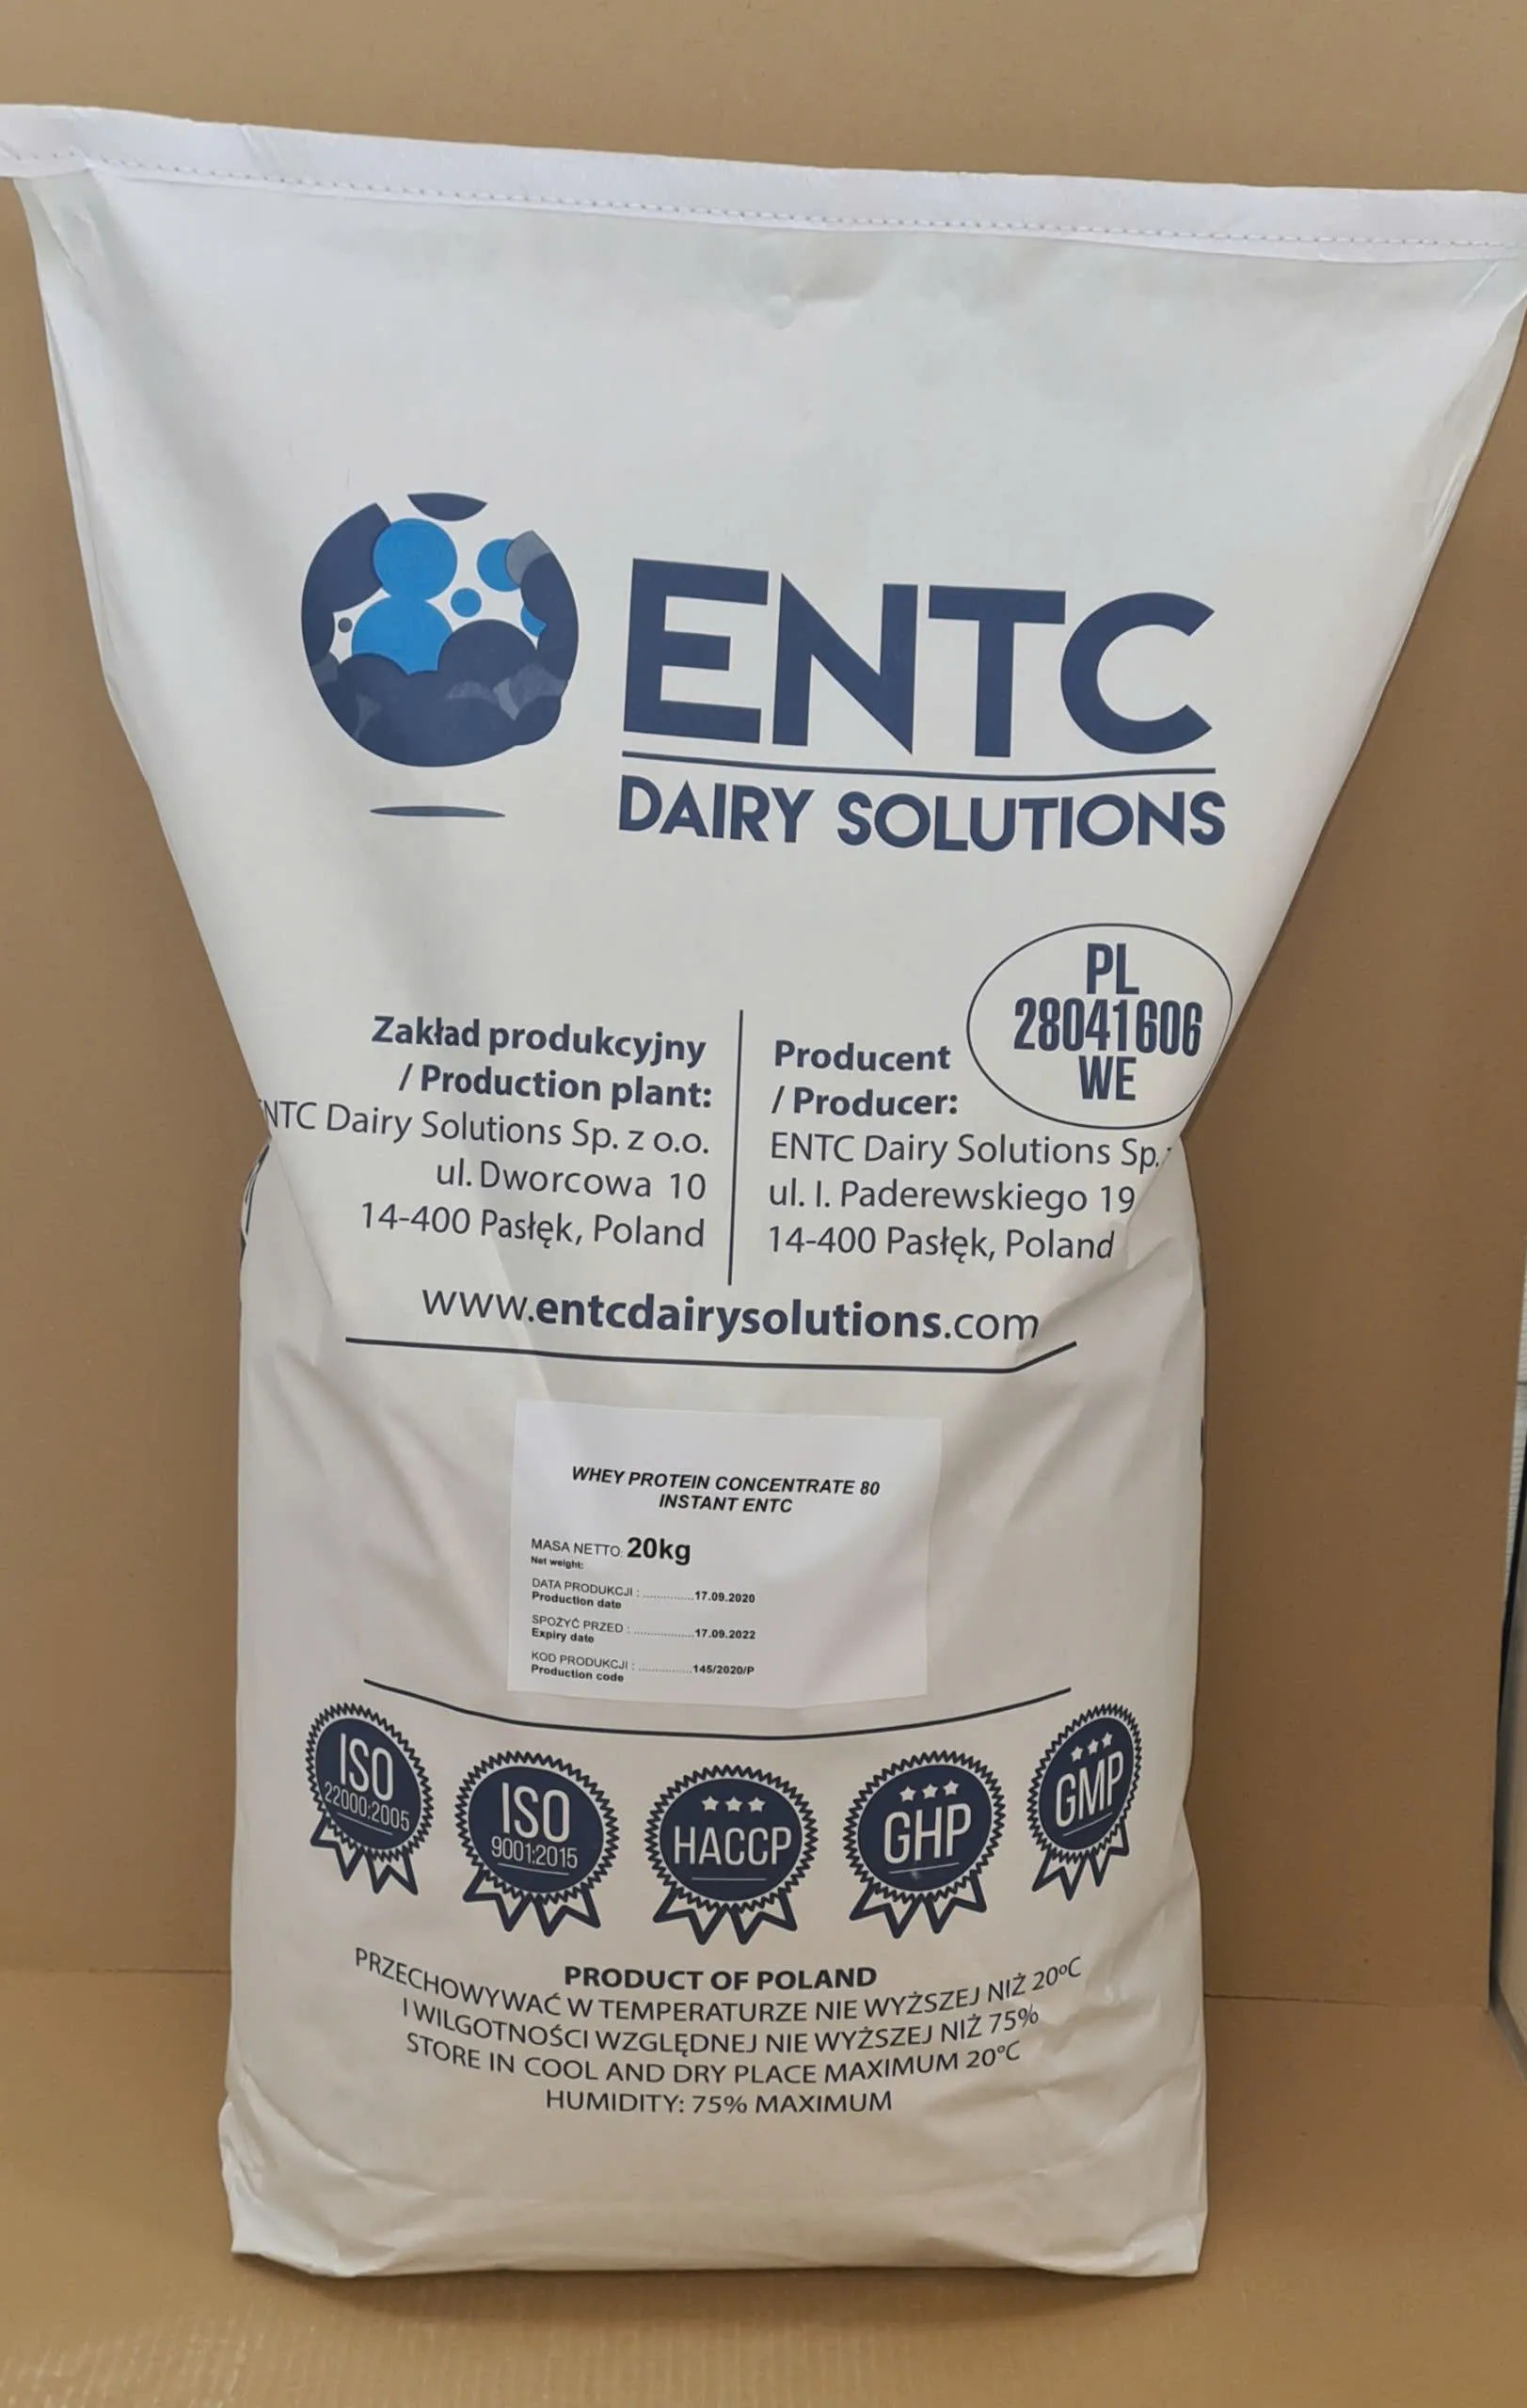 ENTC
DAIRY SOLUTIONS
PL
28041606
WE
Zakład produkcyjny
/ Production plant:
NTC Dairy Solutions Sp. z o.o.
ul. Dworcowa 10
14-400 Pasłęk, Poland
Producent
/ Producer:
ENTC Dairy Solutions Sp.
ul. I. Paderewskiego 19
14-400 Pasłęk, Poland
www.entcdairysolutions.com
WHEY PROTEIN CONCENTRATE 80
INSTANT ENTC
MASA NETTO: 20kg
Net weight:
DATA PRODUKCJI : ..............17.09.2020
Production date
SPOŻYĆ PRZED : .................17.09.2022
Expiry date
KOD PRODUKCJI : ...............145/2020/P
Production code
ISO
22000:2005
ISO
9001:2015
HACCP
GHP
GMP
PRODUCT OF POLAND
PRZECHOWYWAĆ W TEMPERATURZE NIE WYŻSZEJ NIŻ 20ºC
I WILGOTNOŚCI WZGLĘDNEJ NIE WYŻSZEJ NIŻ 75%
STORE IN COOL AND DRY PLACE MAXIMUM 20ºC
HUMIDITY: 75% MAXIMUM